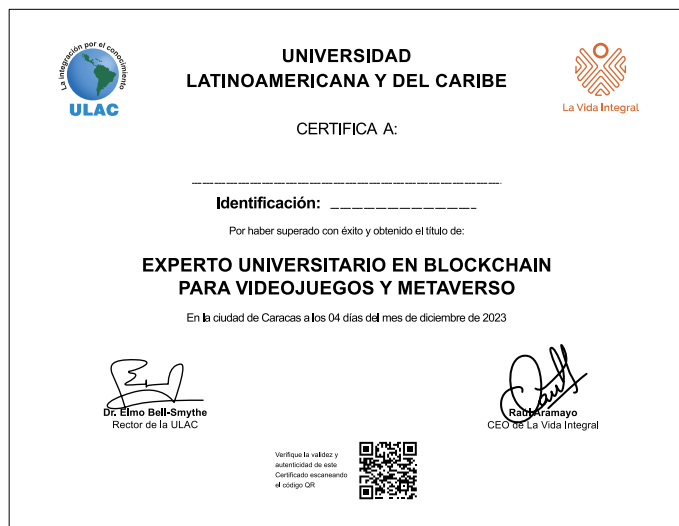 La integración por el conocimiento
ULAC
UNIVERSIDAD
LATINOAMERICANA Y DEL CARIBE
La Vida Integral
CERTIFICA A:
Identificación:
Por haber superado con éxito y obtenido el título de:
EXPERTO UNIVERSITARIO EN BLOCKCHAIN
PARA VIDEOJUEGOS Y METAVERSO
En la ciudad de Caracas a los 04 días del mes de diciembre de 2023
Dr. Elmo Bell-Smythe
Rector de la ULAC
Raúl Aramayo
CEO de La Vida Integral
Verifique la validez y
autenticidad de este
Certificado escaneando
el código QR